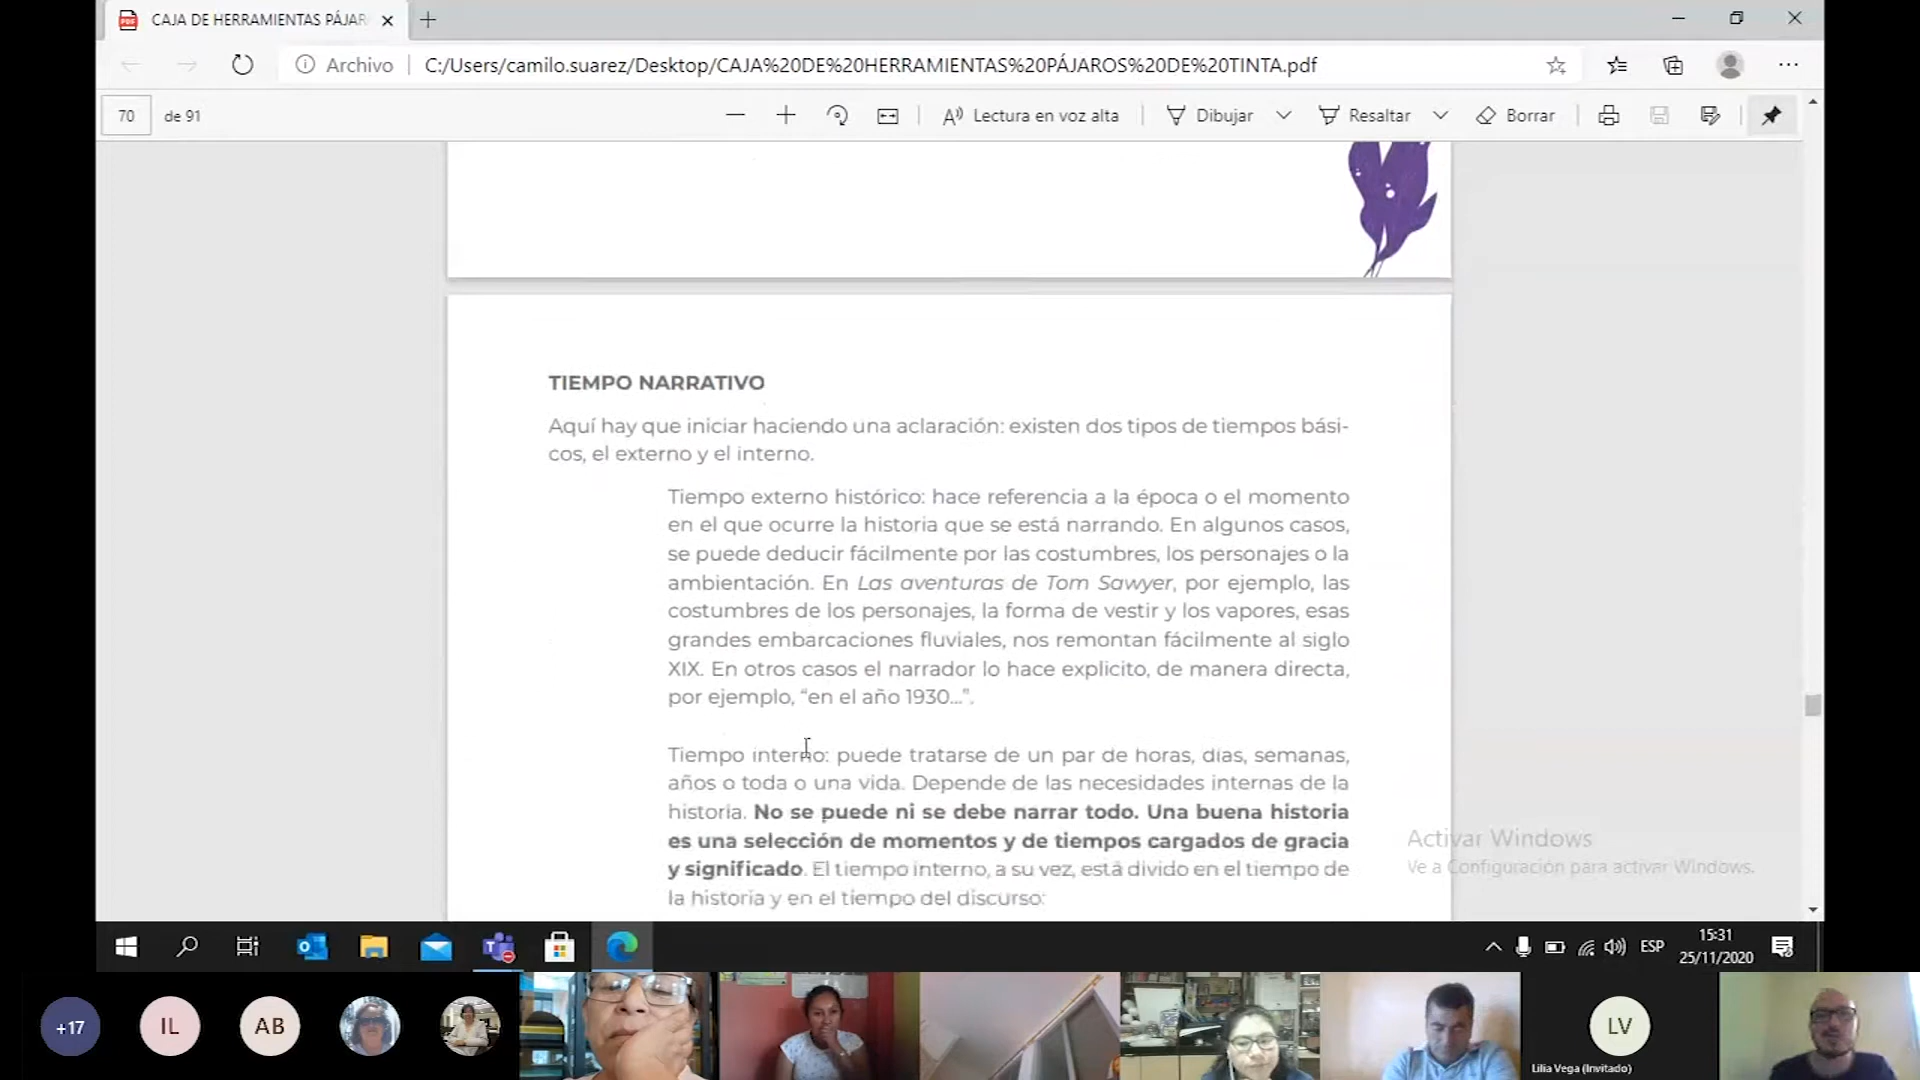 CAJA DE HERRAMIENTAS PÁJAR
Archivo
C:/Users/camilo.suarez/Desktop/CAJA%20DE%20HERRAMIENTAS%20PÁJAROS%20DE%20TINTA.pdf
70 de 91
Lectura en voz alta
Dibujar
Resaltar
Borrar
TIEMPO NARRATIVO
Aquí hay que iniciar haciendo una aclaración: existen dos tipos de tiempos bási-
cos, el externo y el interno.
Tiempo externo histórico: hace referencia a la época o el momento
en el que ocurre la historia que se está narrando. En algunos casos,
se puede deducir fácilmente por las costumbres, los personajes o la
ambientación. En Las aventuras de Tom Sawyer, por ejemplo, las
costumbres de los personajes, la forma de vestir y los vapores, esas
grandes embarcaciones fluviales, nos remontan fácilmente al siglo
XIX. En otros casos el narrador lo hace explicito, de manera directa,
por ejemplo, “en el año 1930...”.
Tiempo interno: puede tratarse de un par de horas, días, semanas,
años o toda o una vida. Depende de las necesidades internas de la
historia. No se puede ni se debe narrar todo. Una buena historia
es una selección de momentos y de tiempos cargados de gracia
y significado. El tiempo interno, a su vez, está divido en el tiempo de
la historia y en el tiempo del discurso:
Activar Windows
Ve a Configuración para activar Windows.
ESP
15:31
25/11/2020
+17
IL
AB
LV
Lilia Vega (Invitado)